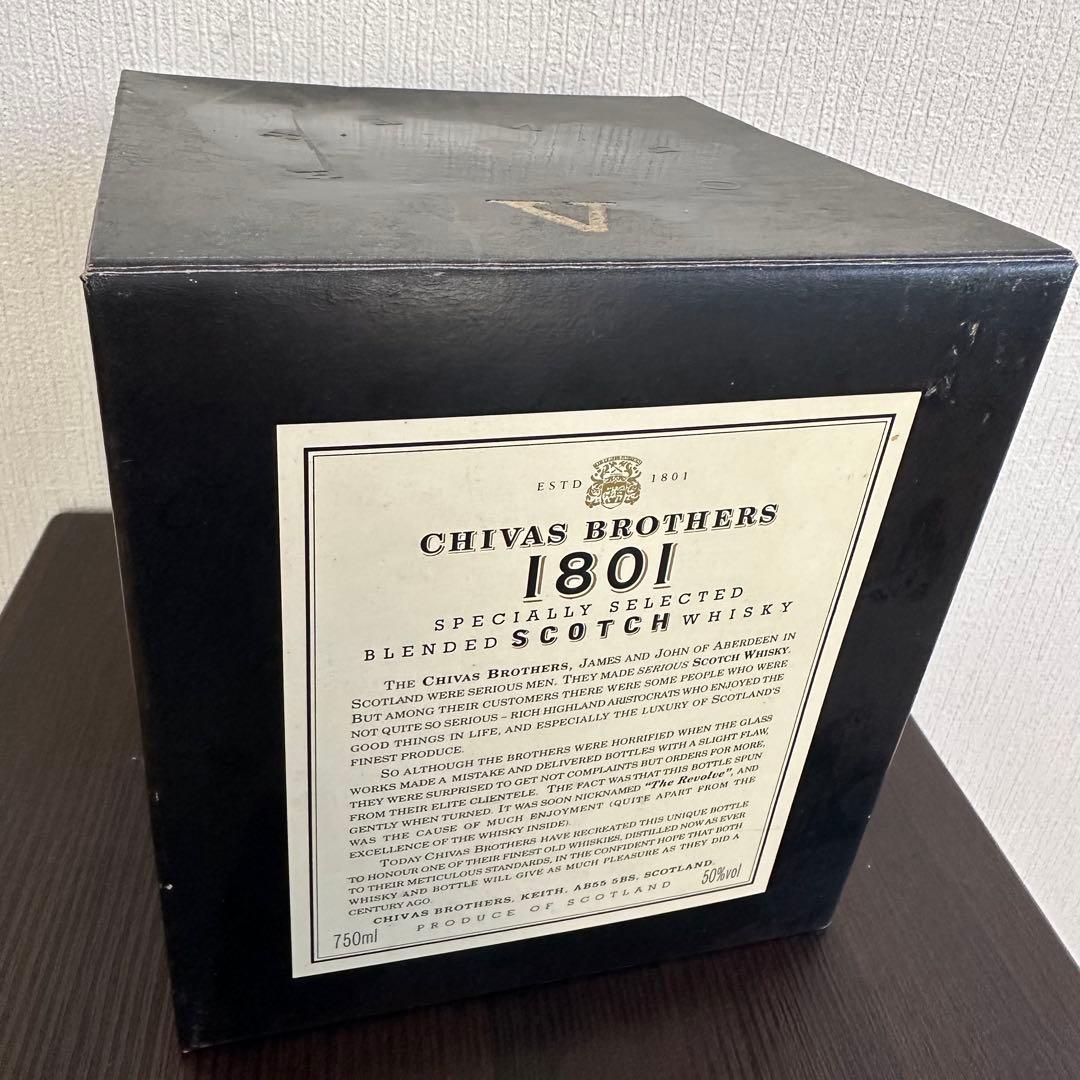 ESTD 1801
CHIVAS BROTHERS
1801
SPECIALLY SELECTED
BLENDED SCOTCH WHISKY
THE CHIVAS BROTHERS, JAMES AND JOHN OF ABERDEEN IN
SCOTLAND WERE SERIOUS MEN. THEY MADE SERIOUS SCOTCH WHISKY.
BUT AMONG THEIR CUSTOMERS THERE WERE SOME PEOPLE WHO WERE
NOT QUITE SO SERIOUS – RICH HIGHLAND ARISTOCRATS WHO ENJOYED THE
GOOD THINGS IN LIFE, AND ESPECIALLY THE LUXURY OF SCOTLAND'S
FINEST PRODUCE.
SO ALTHOUGH THE BROTHERS WERE HORRIFIED WHEN THE GLASS
WORKS MADE A MISTAKE AND DELIVERED BOTTLES WITH A SLIGHT FLAW,
THEY WERE SURPRISED TO GET NOT COMPLAINTS BUT ORDERS FOR MORE,
FROM THEIR ELITE CLIENTELE. THE FACT WAS THAT THIS BOTTLE SPUN
GENTLY WHEN TURNED. IT WAS SOON NICKNAMED "The Revolve", AND
WAS THE CAUSE OF MUCH ENJOYMENT (QUITE APART FROM THE
EXCELLENCE OF THE WHISKY INSIDE).
TODAY CHIVAS BROTHERS HAVE RECREATED THIS UNIQUE BOTTLE
TO HONOUR ONE OF THEIR FINEST OLD WHISKIES, DISTILLED NOW AS EVER
TO THEIR METICULOUS STANDARDS, IN THE CONFIDENT HOPE THAT BOTH
WHISKY AND BOTTLE WILL GIVE AS MUCH PLEASURE AS THEY DID A
CENTURY AGO.
CHIVAS BROTHERS, KEITH, AB55 5BS, SCOTLAND.
750ml PRODUCE OF SCOTLAND 50%vol